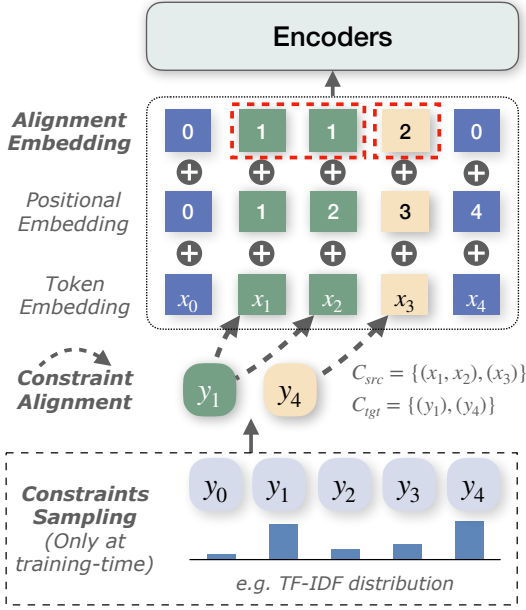 Encoders
Alignment Embedding 0 1 1 2 0
+ + + + +
Positional Embedding 0 1 2 3 4
+ + + + +
Token Embedding x₀ x₁ x₂ x₃ x₄
Constraint Alignment
y₁ y₄
C_src = {(x₁, x₂), (x₃)}
C_tgt = {(y₁), (y₄)}
Constraints Sampling (Only at training-time)
y₀ y₁ y₂ y₃ y₄
e.g. TF-IDF distribution